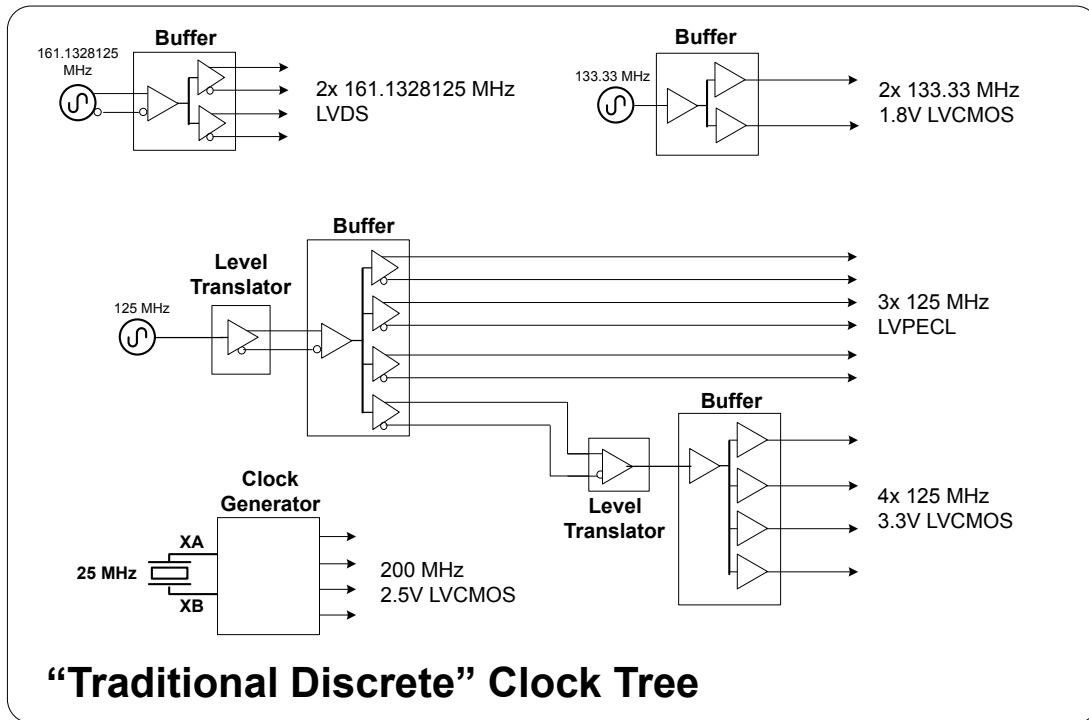 Buffer
161.1328125
MHz
2x 161.1328125 MHz
LVDS
Buffer
133.33 MHz
2x 133.33 MHz
1.8V LVCMOS
Buffer
Level
Translator
125 MHz
3x 125 MHz
LVPECL
Buffer
Level
Translator
4x 125 MHz
3.3V LVCMOS
Clock
Generator
XA
25 MHz
XB
200 MHz
2.5V LVCMOS
“Traditional Discrete” Clock Tree